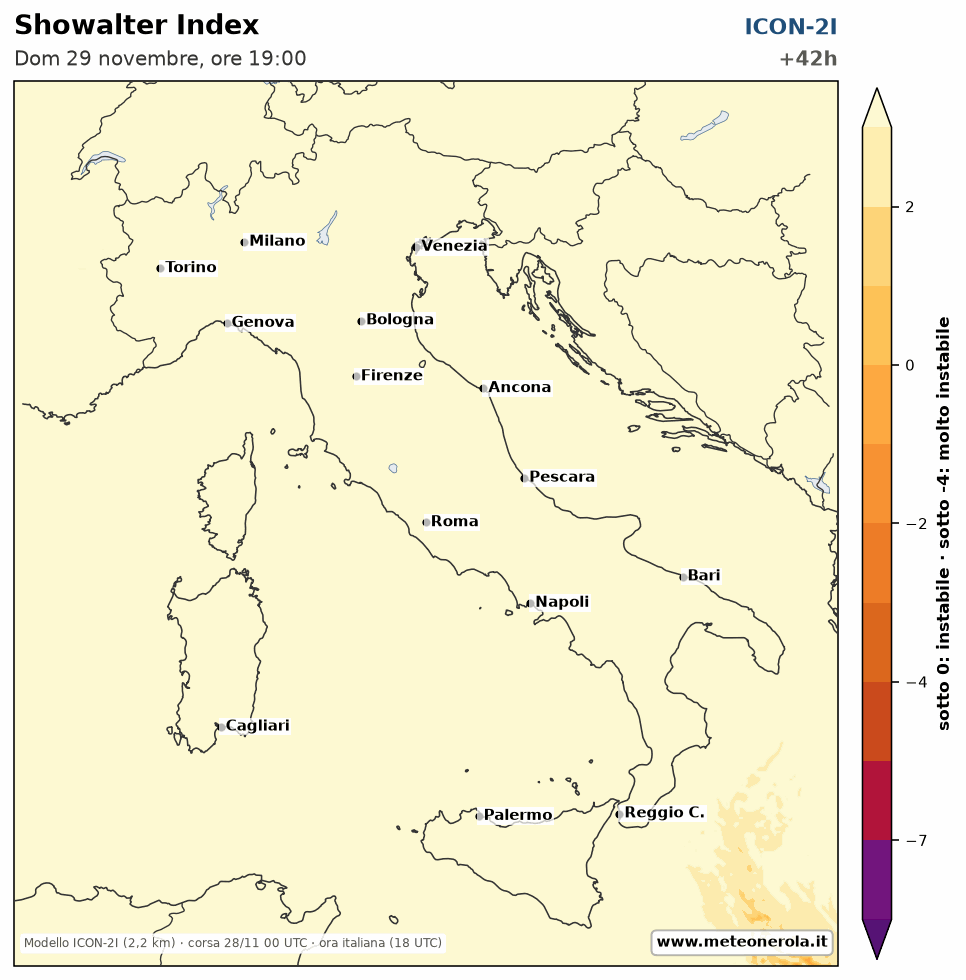 Showalter Index
ICON-2I
Dom 29 novembre, ore 19:00
+42h
Milano
Venezia
Torino
Genova
Bologna
Firenze
Ancona
Pescara
Roma
Bari
Napoli
Cagliari
Palermo
Reggio C.
2
0
−2
−4
−7
sotto 0: instabile · sotto -4: molto instabile
Modello ICON-2I (2,2 km) · corsa 28/11 00 UTC · ora italiana (18 UTC)
www.meteonerola.it